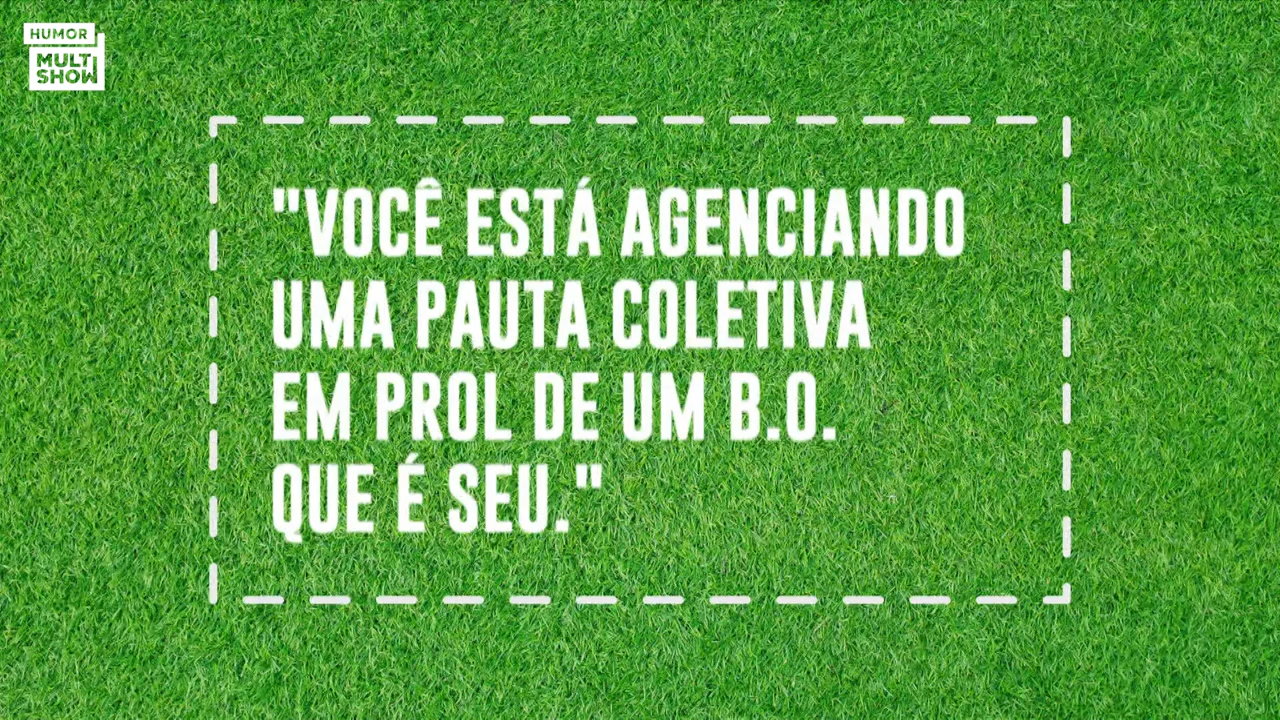 HUMOR
MULTI
SHOW
"VOCÊ ESTÁ AGENCIANDO
UMA PAUTA COLETIVA
EM PROL DE UM B.O.
QUE É SEU."